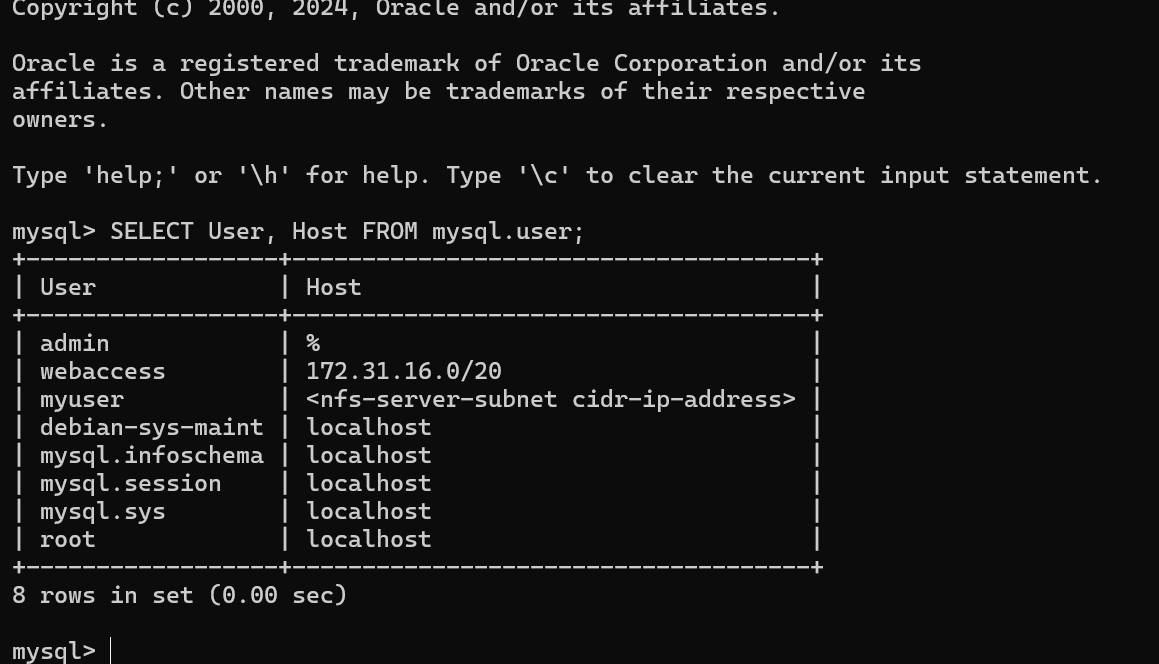 Copyright (c) 2000, 2024, Oracle and/or its affiliates.
Oracle is a registered trademark of Oracle Corporation and/or its
affiliates. Other names may be trademarks of their respective
owners.
Type 'help;' or '\h' for help. Type '\c' to clear the current input statement.
mysql> SELECT User, Host FROM mysql.user;
+------------------+-------------------------------------+
| User             | Host                                |
+------------------+-------------------------------------+
| admin            | %                                   |
| webaccess        | 172.31.16.0/20                      |
| myuser           | <nfs-server-subnet cidr-ip-address> |
| debian-sys-maint | localhost                           |
| mysql.infoschema | localhost                           |
| mysql.session    | localhost                           |
| mysql.sys        | localhost                           |
| root             | localhost                           |
+------------------+-------------------------------------+
8 rows in set (0.00 sec)
mysql>